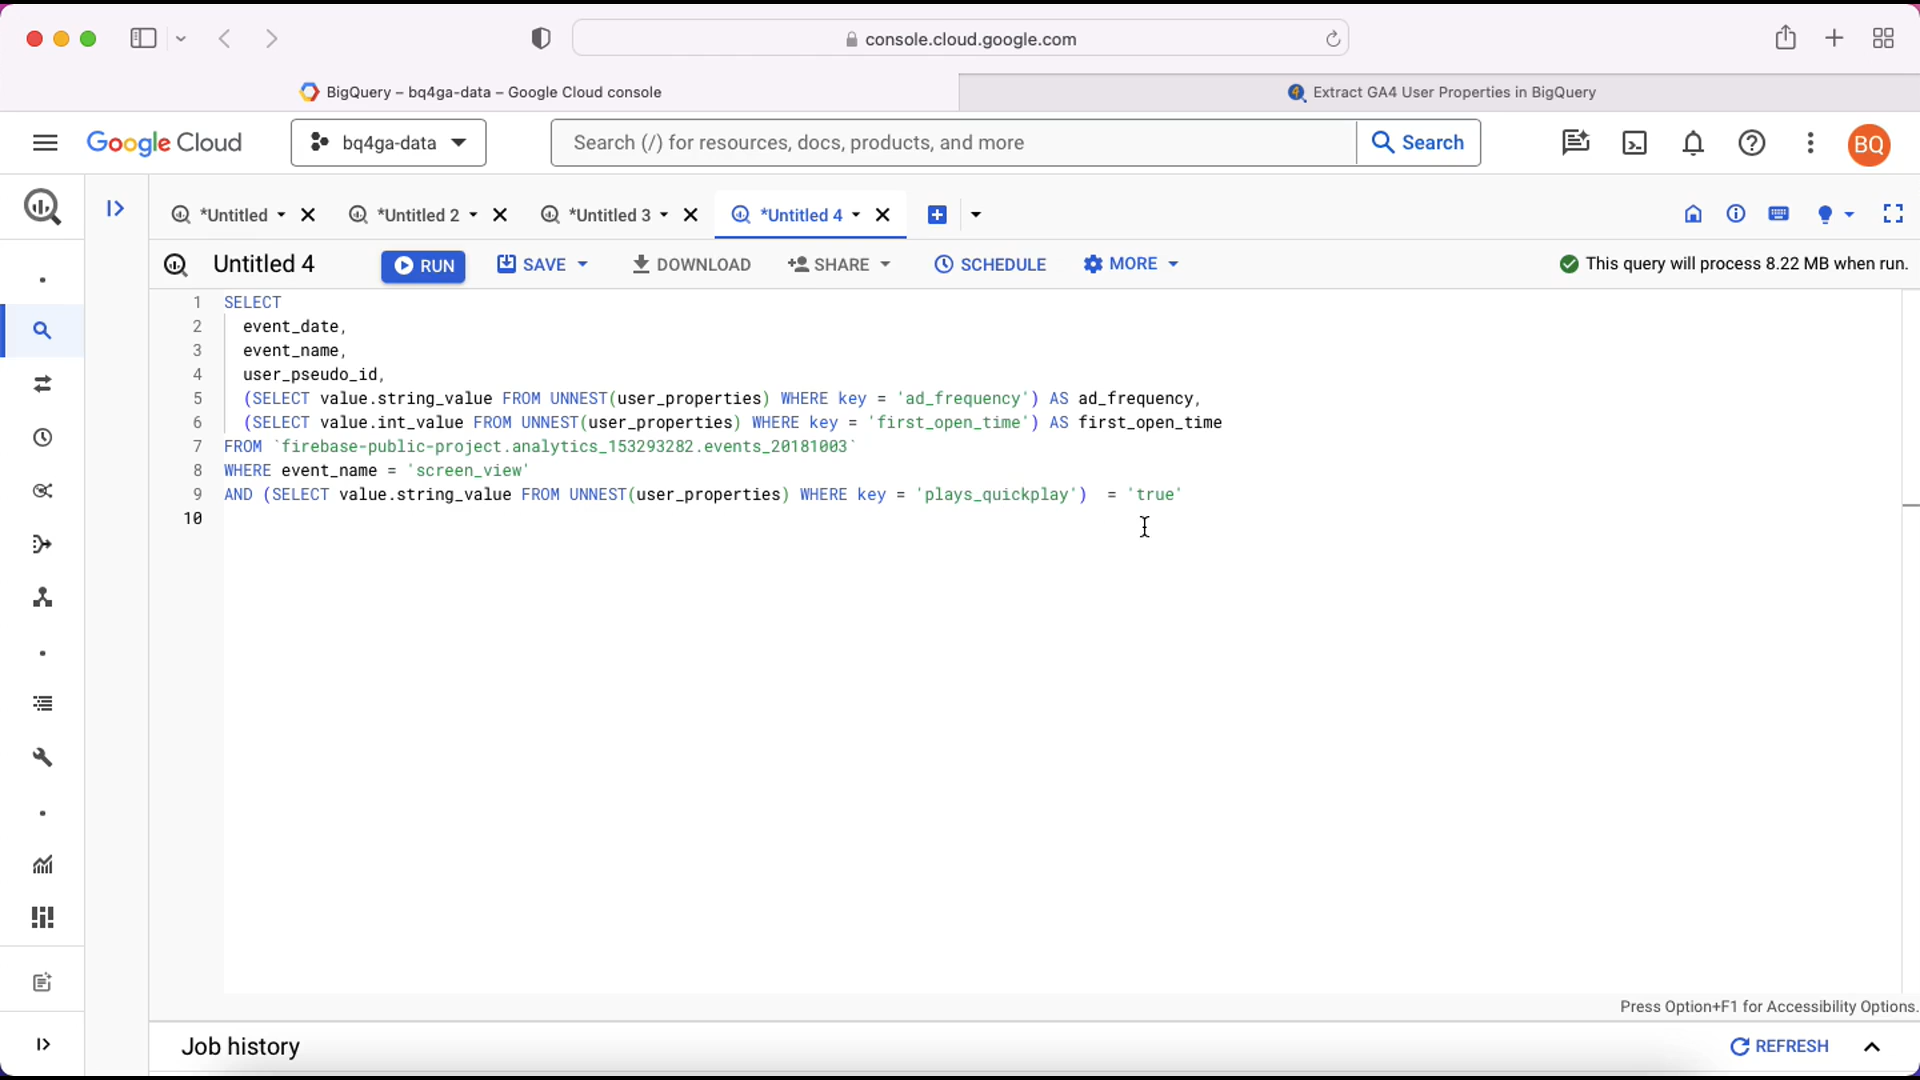 console.cloud.google.com
BigQuery – bq4ga-data – Google Cloud console
Extract GA4 User Properties in BigQuery
Google Cloud
bq4ga-data
Search (/) for resources, docs, products, and more
Search
BQ
*Untitled
*Untitled 2
*Untitled 3
*Untitled 4
Untitled 4
RUN
SAVE
DOWNLOAD
SHARE
SCHEDULE
MORE
This query will process 8.22 MB when run.
1 SELECT
2 event_date,
3 event_name,
4 user_pseudo_id,
5 (SELECT value.string_value FROM UNNEST(user_properties) WHERE key = 'ad_frequency') AS ad_frequency,
6 (SELECT value.int_value FROM UNNEST(user_properties) WHERE key = 'first_open_time') AS first_open_time
7 FROM `firebase-public-project.analytics_153293282.events_20181003`
8 WHERE event_name = 'screen_view'
9 AND (SELECT value.string_value FROM UNNEST(user_properties) WHERE key = 'plays_quickplay')  = 'true'
10
Press Option+F1 for Accessibility Options.
Job history
REFRESH